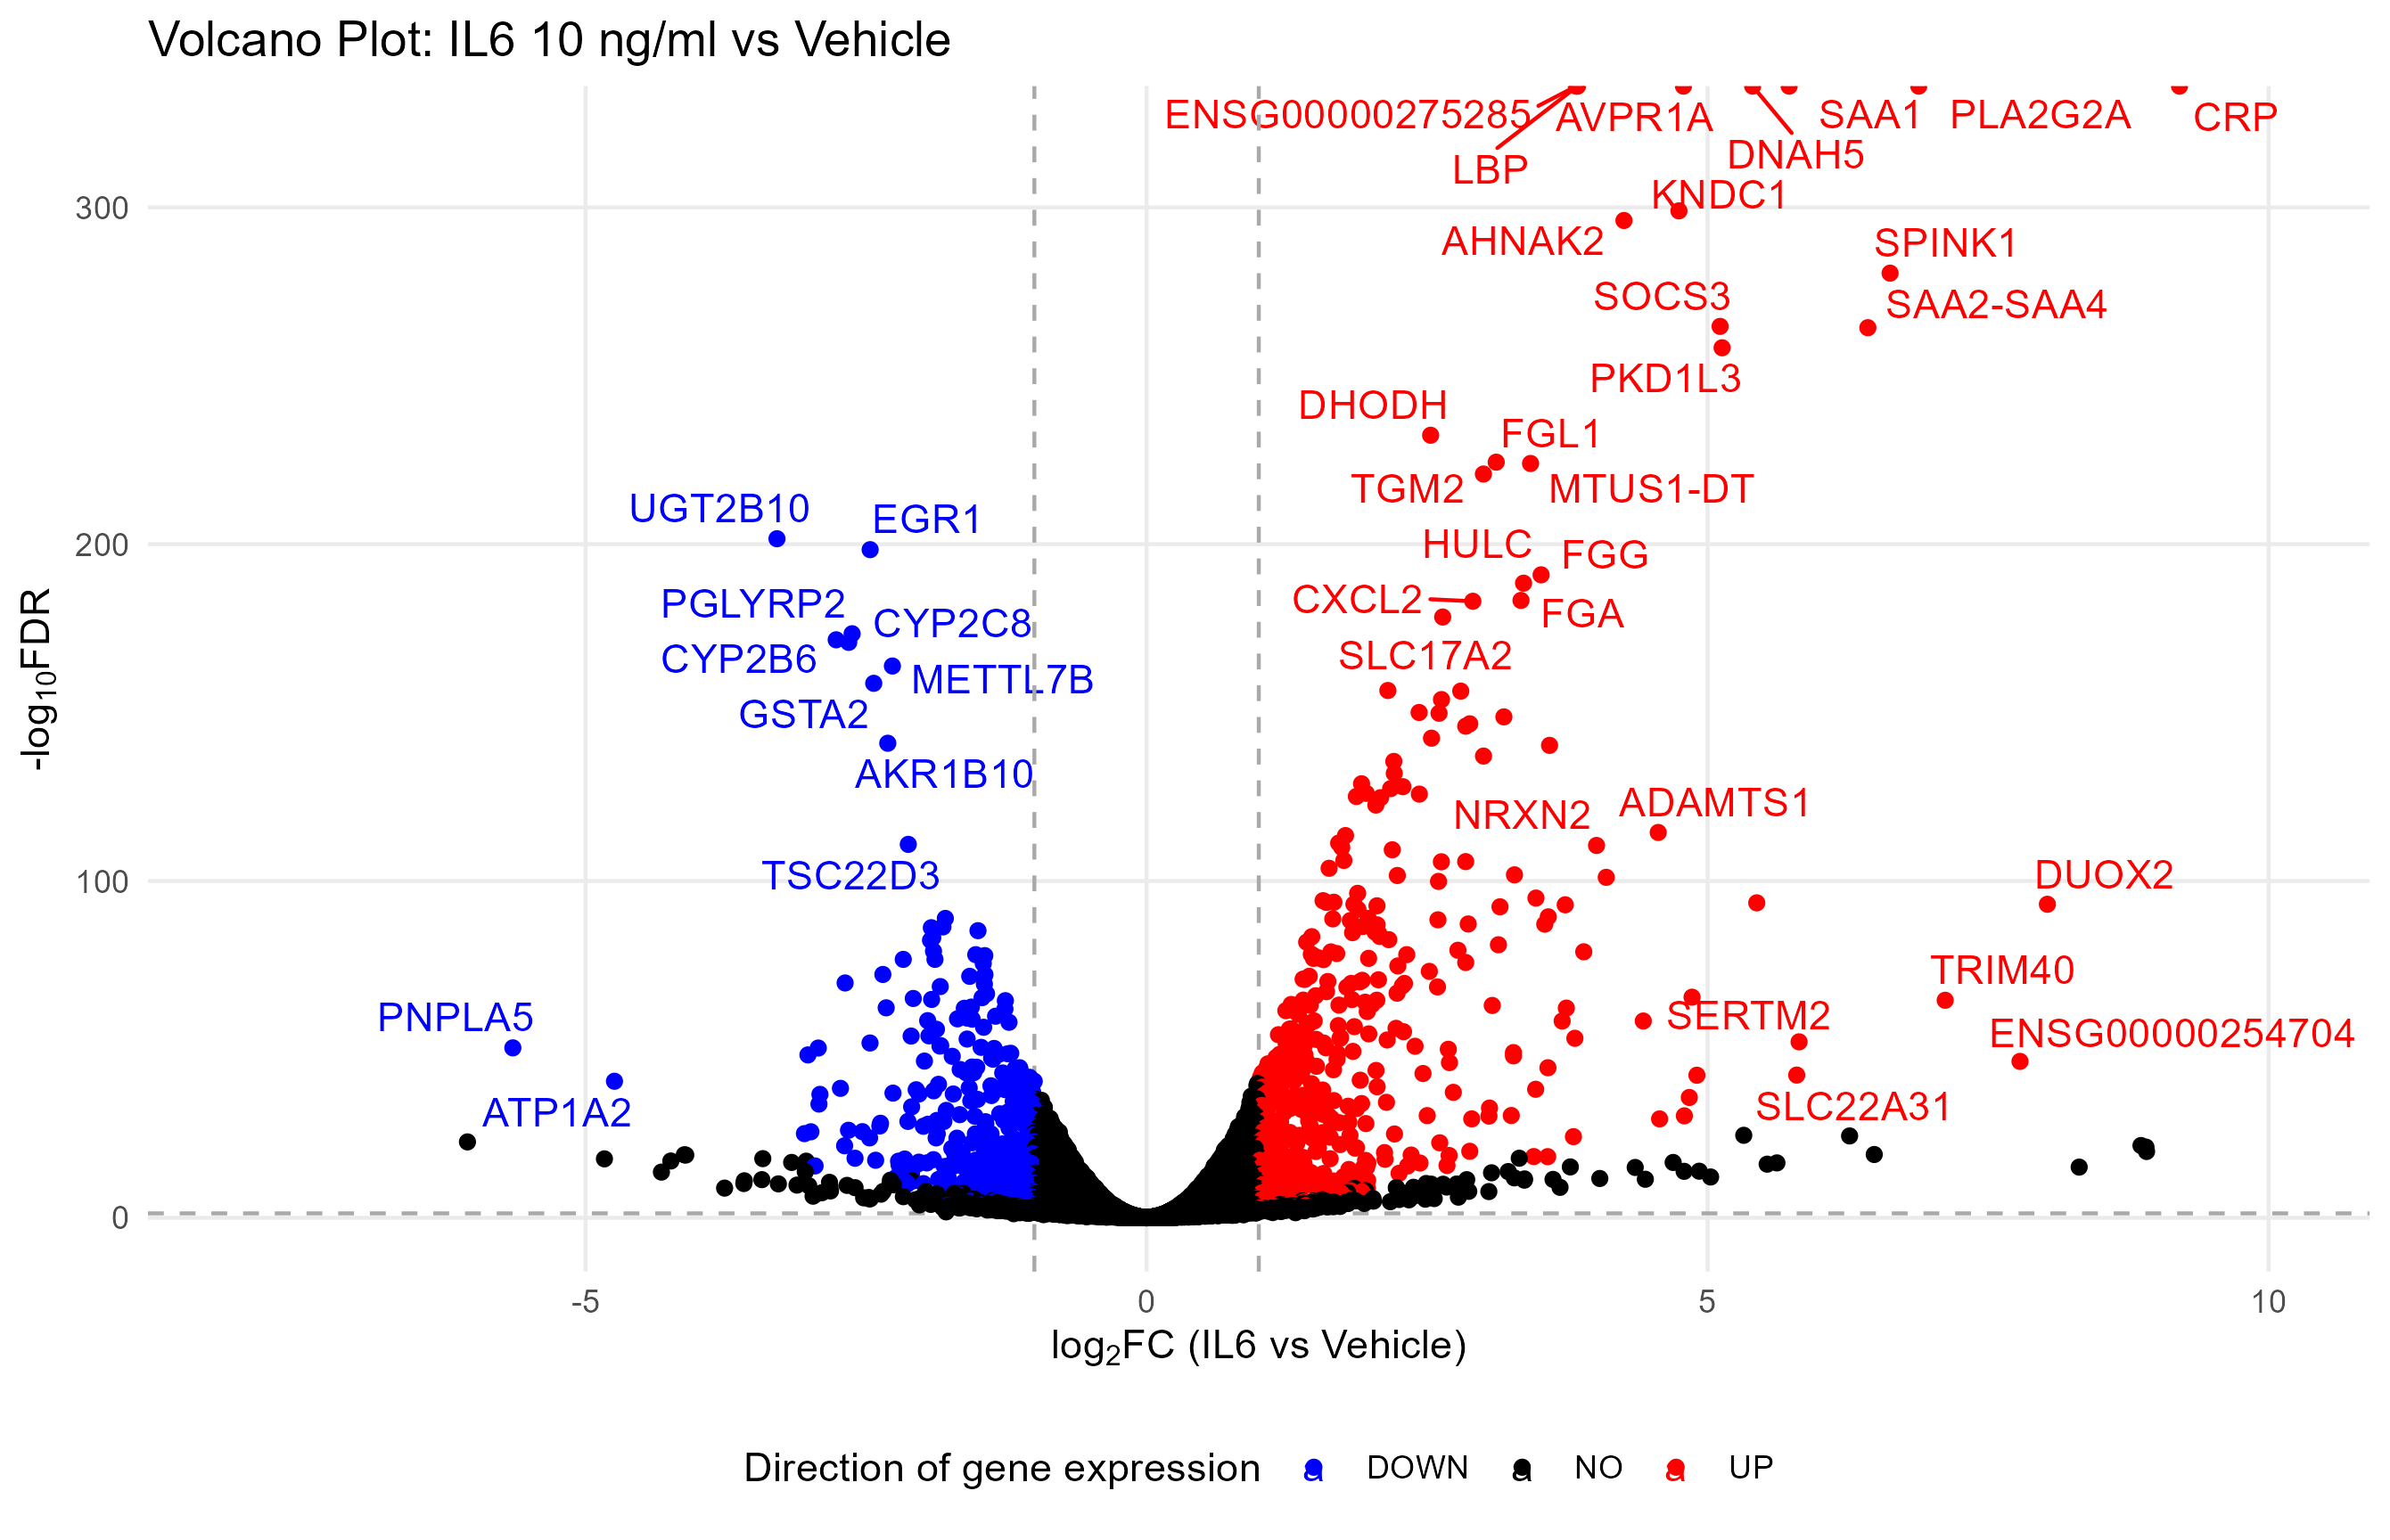 Volcano Plot: IL6 10 ng/ml vs Vehicle
ENSG00000275285
AVPR1A
SAA1
PLA2G2A
CRP
LBP
DNAH5
KNDC1
300
AHNAK2
SPINK1
SOCS3
SAA2-SAA4
PKD1L3
DHODH
FGL1
TGM2
MTUS1-DT
UGT2B10
EGR1
200
HULC
FGG
CXCL2
FGA
PGLYRP2
CYP2C8
CYP2B6
SLC17A2
METTL7B
GSTA2
AKR1B10
NRXN2
ADAMTS1
TSC22D3
100
DUOX2
TRIM40
PNPLA5
SERTM2
ENSG00000254704
ATP1A2
SLC22A31
0
-log10FDR
-5
0
5
10
log2FC (IL6 vs Vehicle)
Direction of gene expression
a DOWN
a NO
a UP